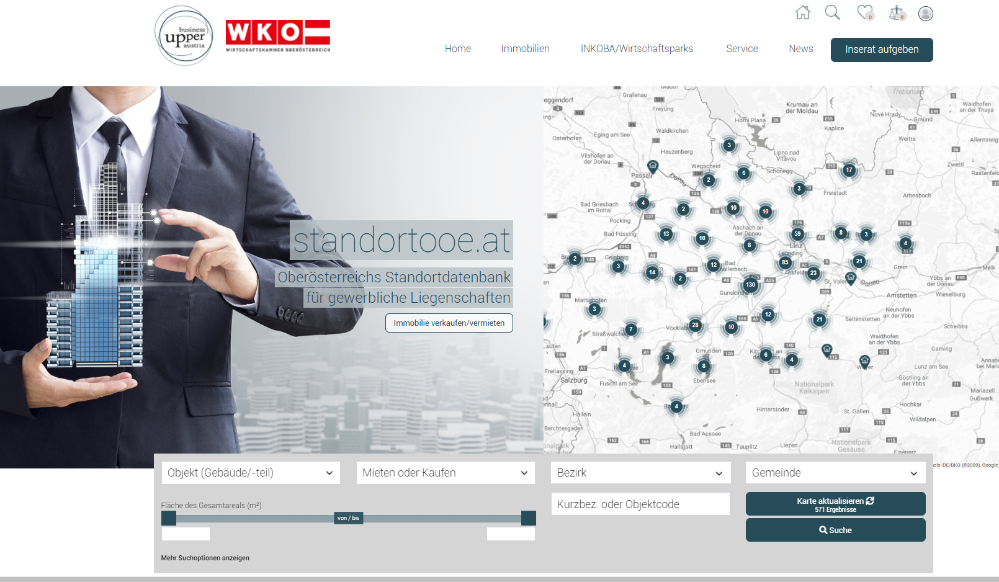 business
upper
austria
WKO
WIRTSCHAFTSKAMMER OBERÖSTERREICH
0
0
Home
Immobilien
INKOBA/Wirtschaftsparks
Service
News
Inserat aufgeben
standortooe.at
Oberösterreichs Standortdatenbank
für gewerbliche Liegenschaften
Immobilie verkaufen/vermieten
eggendorf
Grafenau
Freyung
Krumau an
der Moldau
Třeboňsko
Waidhofen
an der Thaya
Nové Hrady
Gmünd
Horní Planá
Kaplice
Waldkirchen
Osterhofen
Eging am See
Weitra
Allentsteig
Hauzenberg
Vilshofen an
der Donau
Lipno nad
Vltavou
Zwettl
Wegscheid
Schönegg
Rastenfeld
Passau
Donau
Freistadt
Arbesbach
Bad Griesbach
im Rottal
Pocking
Bad Füssing
Aschach an
der Donau
Linz
Leonding
Geinberg
Grein
Melk
St. Valentin
Donau
Ybbs an
der Donau
Gunskirchen
Amstetten
Wieselburg
Mattighofen
Neuhofen
an der Ybbs
Seitenstetten
Scheibbs
Straßwalchen
Waidhofen
an der Ybbs
Gmunden
Gaming
Freilassing
Salzburg
Fuschl am See
Ebensee
Lunz am See
Göstling an
der Ybbs
Nationalpark
Kalkalpen
Mariazell
Gußwerk
Hochkar
Hallein
Hinterstoder
St. Gallen
Wildalpen
Berchtesgaden
Bad Aussee
Hallstatt
Tauplitz
Liezen
Nationalpark
Gesäuse
Eisenerz
3
6
17
2
3
4
2
10
10
13
10
59
8
3
4
8
2
3
14
12
85
21
23
2
130
3
12
21
7
28
10
6
4
3
4
8
4
asis-DE/BKG (©2009), Google
Objekt (Gebäude/-teil)
Mieten oder Kaufen
Bezirk
Gemeinde
Fläche des Gesamtareals (m²)
von / bis
Kurzbez. oder Objektcode
Karte aktualisieren
571 Ergebnisse
Suche
Mehr Suchoptionen anzeigen